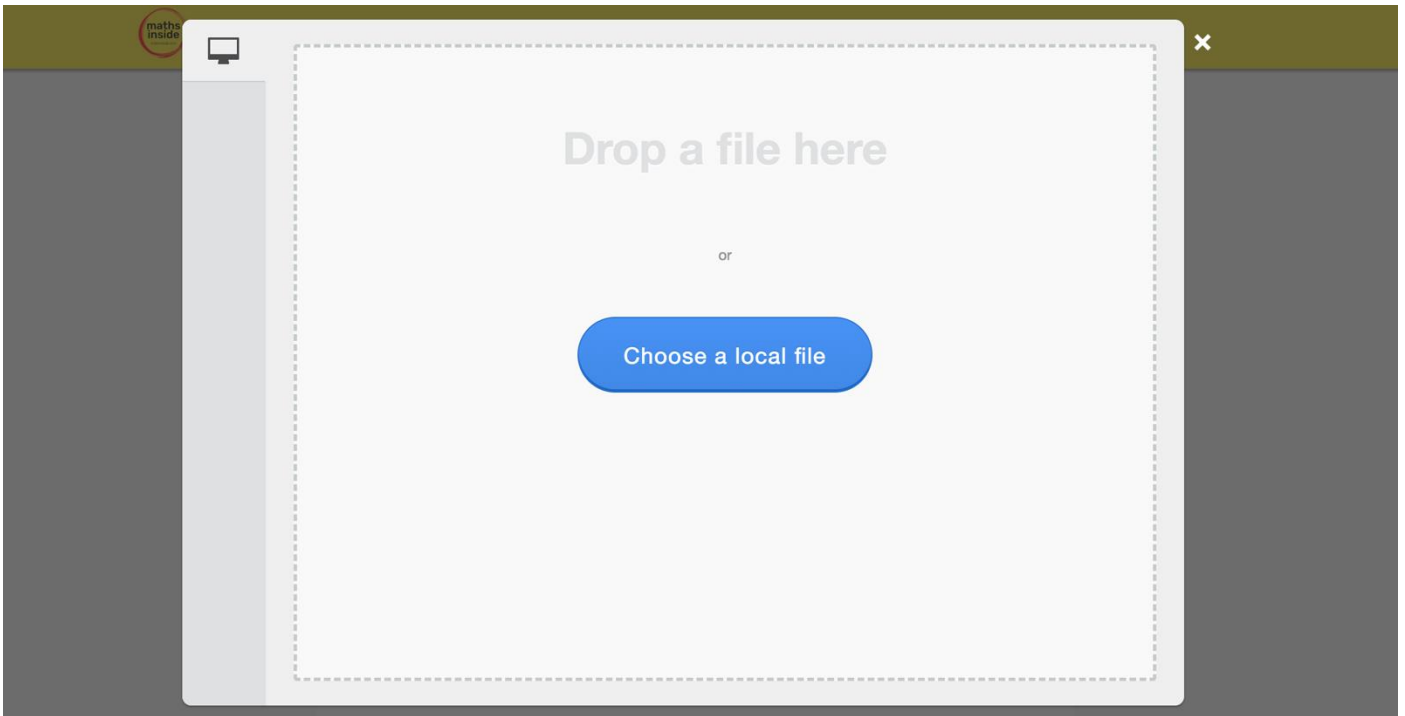 maths
inside
Drop a file here
or
Choose a local file